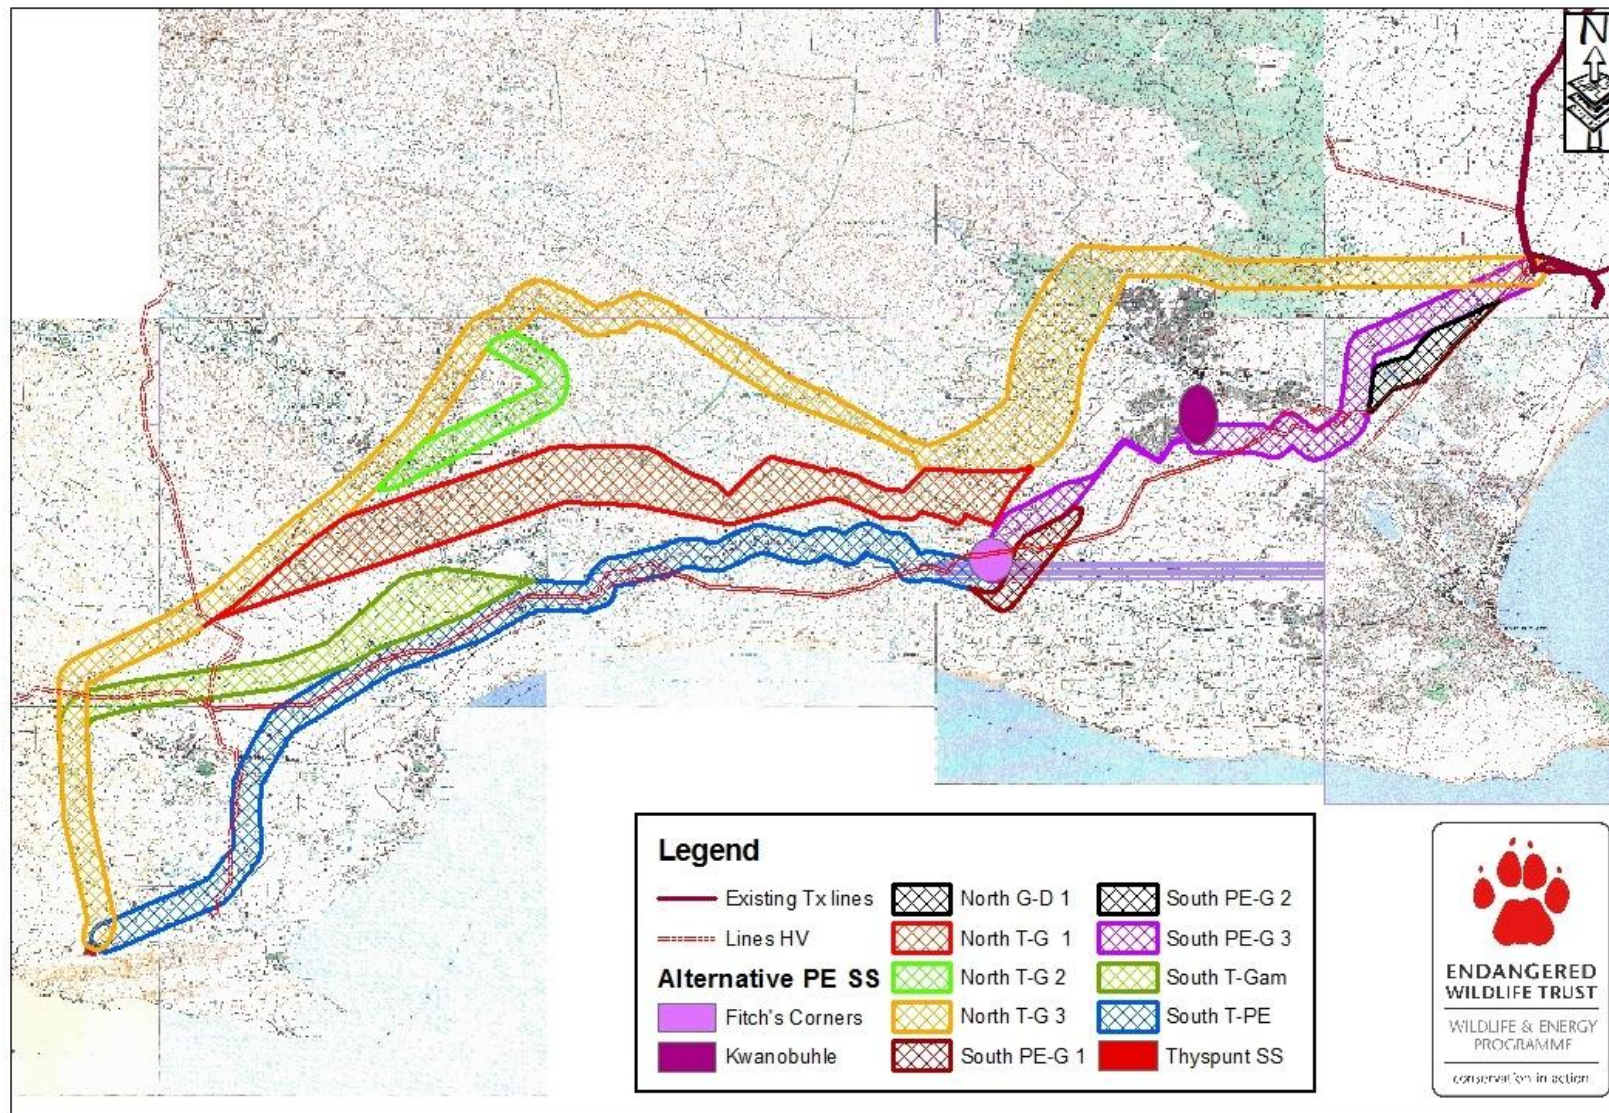 N
Legend
Existing Tx lines
Lines HV
Alternative PE SS
Fitch's Corners
Kwanobuhle
North G-D 1
North T-G 1
North T-G 2
North T-G 3
South PE-G 1
South PE-G 2
South PE-G 3
South T-Gam
South T-PE
Thyspunt SS
ENDANGERED
WILDLIFE TRUST
WILDLIFE & ENERGY
PROGRAMME
conservation in action